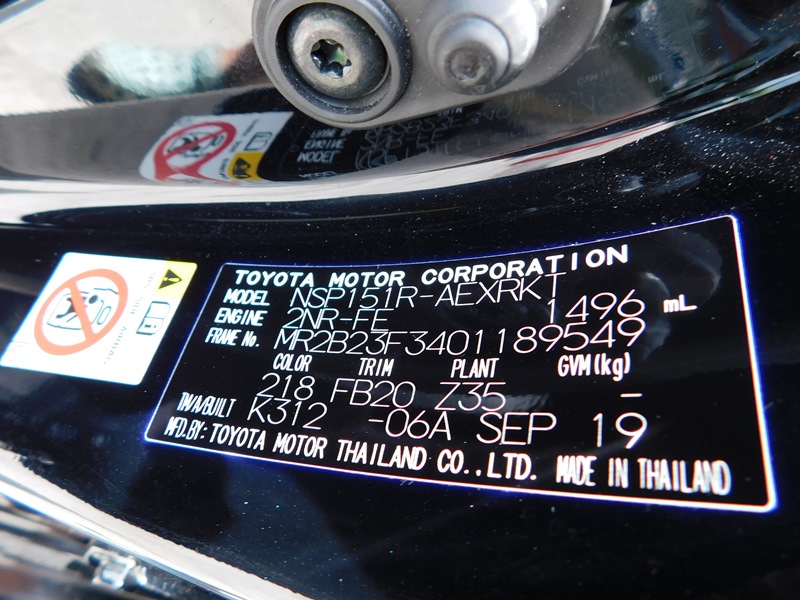 TOYOTA MOTOR CORPORATION
MODEL NSP151R-AEXRKT
ENGINE 2NR-FE 1496 mL
FRAME No. MR2B23F3401189549
COLOR TRIM PLANT GVM(kg)
218 FB20 Z35 –
T/M/A/BUILT K312 -06A SEP 19
MFD.BY: TOYOTA MOTOR THAILAND CO.,LTD. MADE IN THAILAND